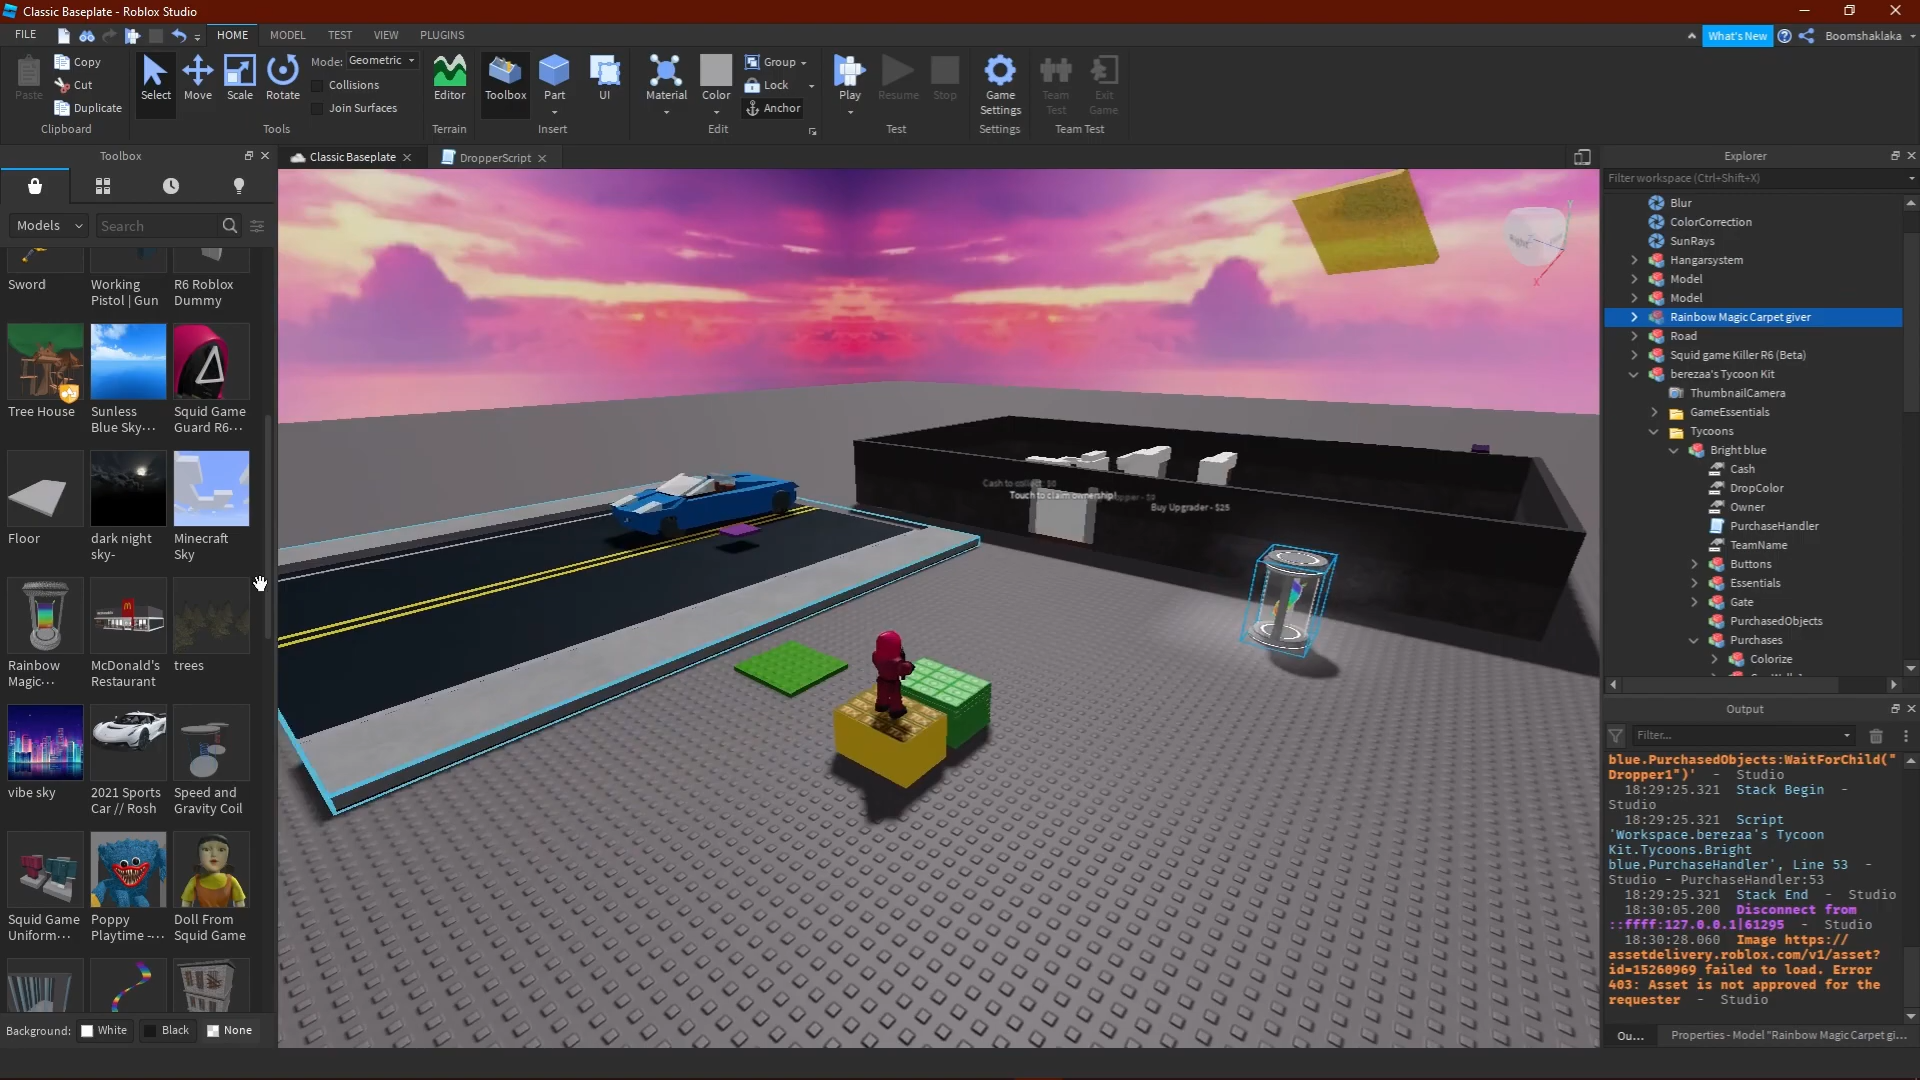 Classic Baseplate - Roblox Studio
FILE
HOME
MODEL
TEST
VIEW
PLUGINS
What's New
Boomshaklaka
Paste
Copy
Cut
Duplicate
Clipboard
Select
Move
Scale
Rotate
Mode: Geometric
Collisions
Join Surfaces
Tools
Editor
Terrain
Toolbox
Part
UI
Insert
Material
Color
Group
Lock
Anchor
Edit
Play
Resume
Stop
Test
Game Settings
Settings
Team Test
Exit Game
Team Test
Toolbox
Models
Search
Sword
Working Pistol | Gun
R6 Roblox Dummy
Tree House
Sunless Blue Sky...
Squid Game Guard R6...
Floor
dark night sky-
Minecraft Sky
Rainbow Magic...
McDonald's Restaurant
trees
vibe sky
2021 Sports Car // Rosh
Speed and Gravity Coil
Squid Game Uniform...
Poppy Playtime -...
Doll From Squid Game
Background:
White
Black
None
Classic Baseplate
DropperScript
Cash to collect: $0
Touch to claim ownership!
Buy Upgrader - $25
Explorer
Filter workspace (Ctrl+Shift+X)
Blur
ColorCorrection
SunRays
Hangarsystem
Model
Model
Rainbow Magic Carpet giver
Road
Squid game Killer R6 (Beta)
berezaa's Tycoon Kit
ThumbnailCamera
GameEssentials
Tycoons
Bright blue
Cash
DropColor
Owner
PurchaseHandler
TeamName
Buttons
Essentials
Gate
PurchasedObjects
Purchases
Colorize
Output
Filter...
blue.PurchasedObjects:WaitForChild("
Dropper1")' - Studio
18:29:25.321 Stack Begin -
Studio
18:29:25.321 Script
'Workspace.berezaa's Tycoon
Kit.Tycoons.Bright
blue.PurchaseHandler', Line 53 -
Studio - PurchaseHandler:53
18:29:25.321 Stack End - Studio
18:30:05.200 Disconnect from
::ffff:127.0.0.1|61295 - Studio
18:30:28.060 Image https://
assetdelivery.roblox.com/v1/asset?
id=15260969 failed to load. Error
403: Asset is not approved for the
requester - Studio
Ou...
Properties - Model "Rainbow Magic Carpet gi...